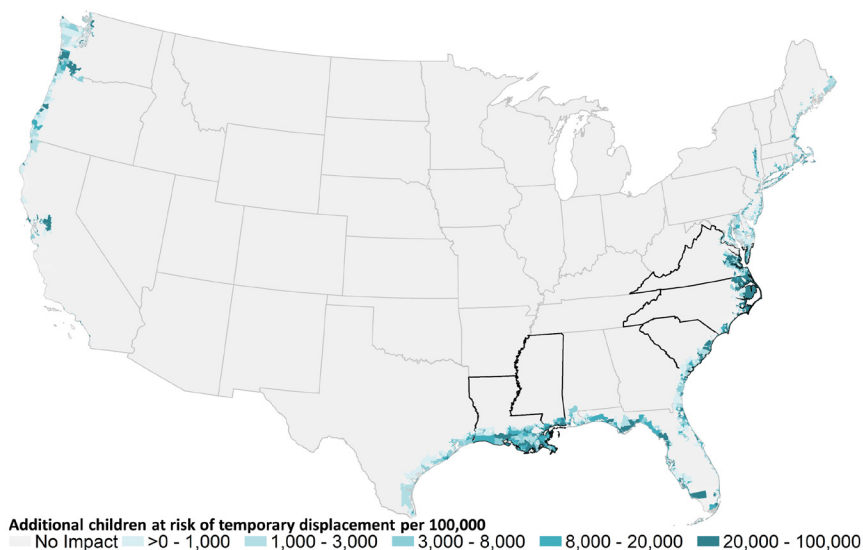 Additional children at risk of temporary displacement per 100,000
No Impact >0 - 1,000 1,000 - 3,000 3,000 - 8,000 8,000 - 20,000 20,000 - 100,000